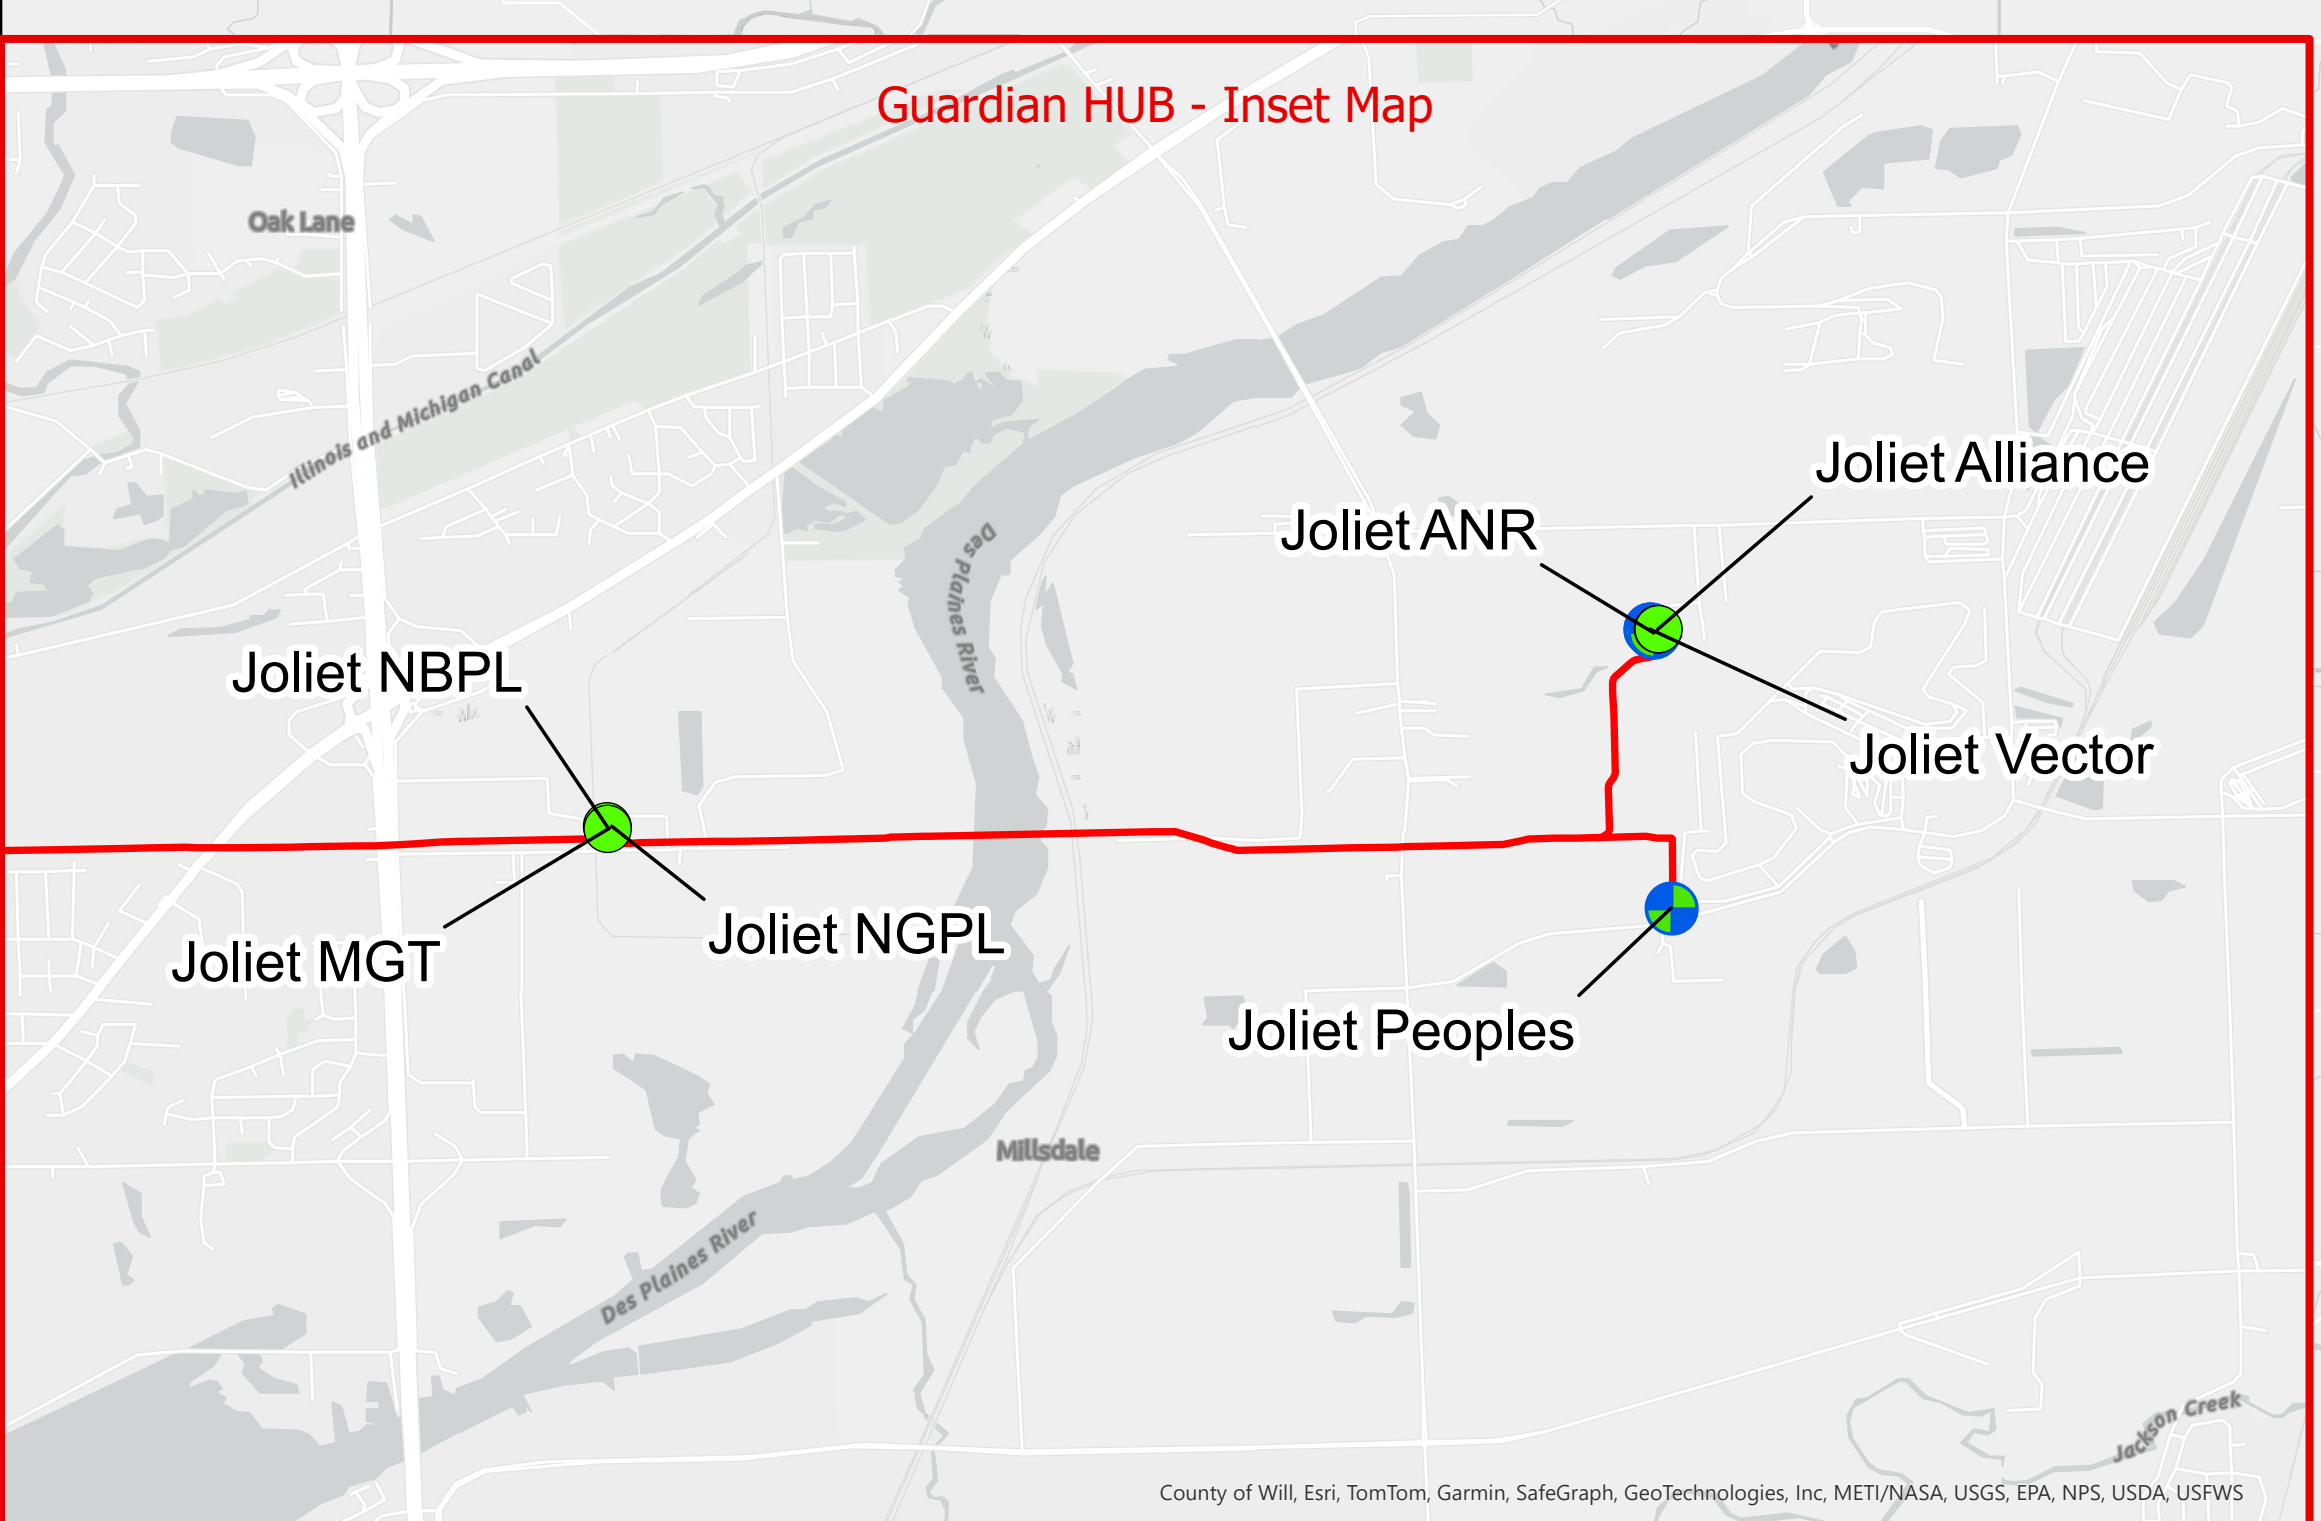 Guardian HUB - Inset Map
Oak Lane
Illinois and Michigan Canal
Joliet Alliance
Joliet ANR
Des Plaines River
Joliet NBPL
Joliet Vector
Joliet NGPL
Joliet MGT
Joliet Peoples
Millsdale
Des Plaines River
Jackson Creek
County of Will, Esri, TomTom, Garmin, SafeGraph, GeoTechnologies, Inc, METI/NASA, USGS, EPA, NPS, USDA, USFWS